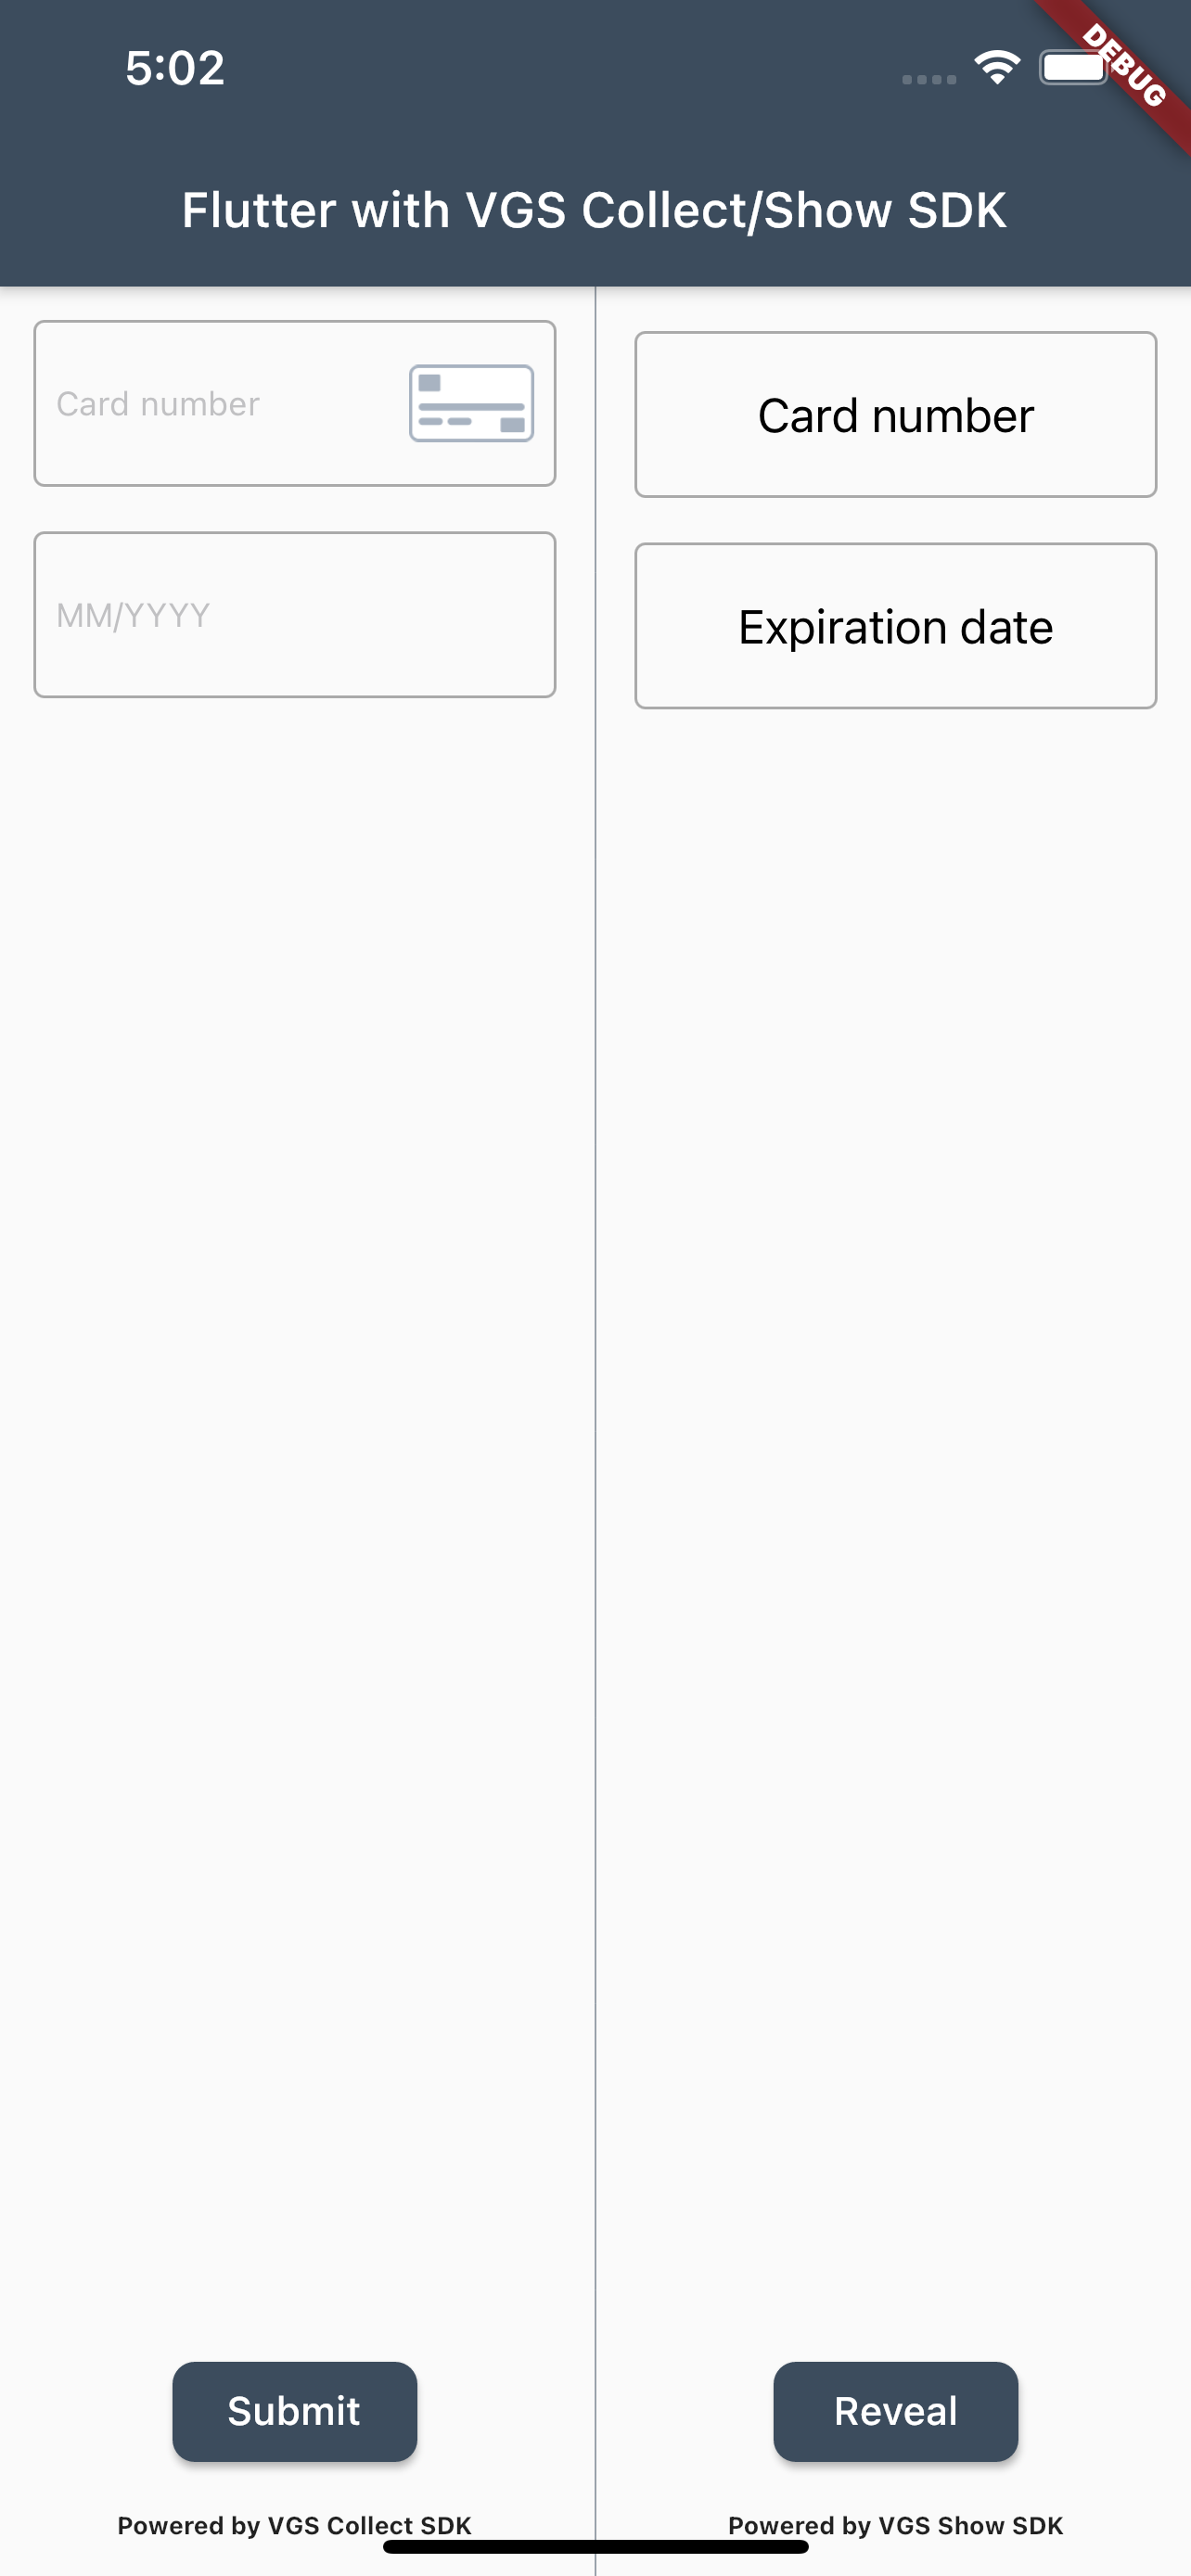 5:02
DEBUG
Flutter with VGS Collect/Show SDK
Card number
MM/YYYY
Submit
Powered by VGS Collect SDK
Card number
Expiration date
Reveal
Powered by VGS Show SDK